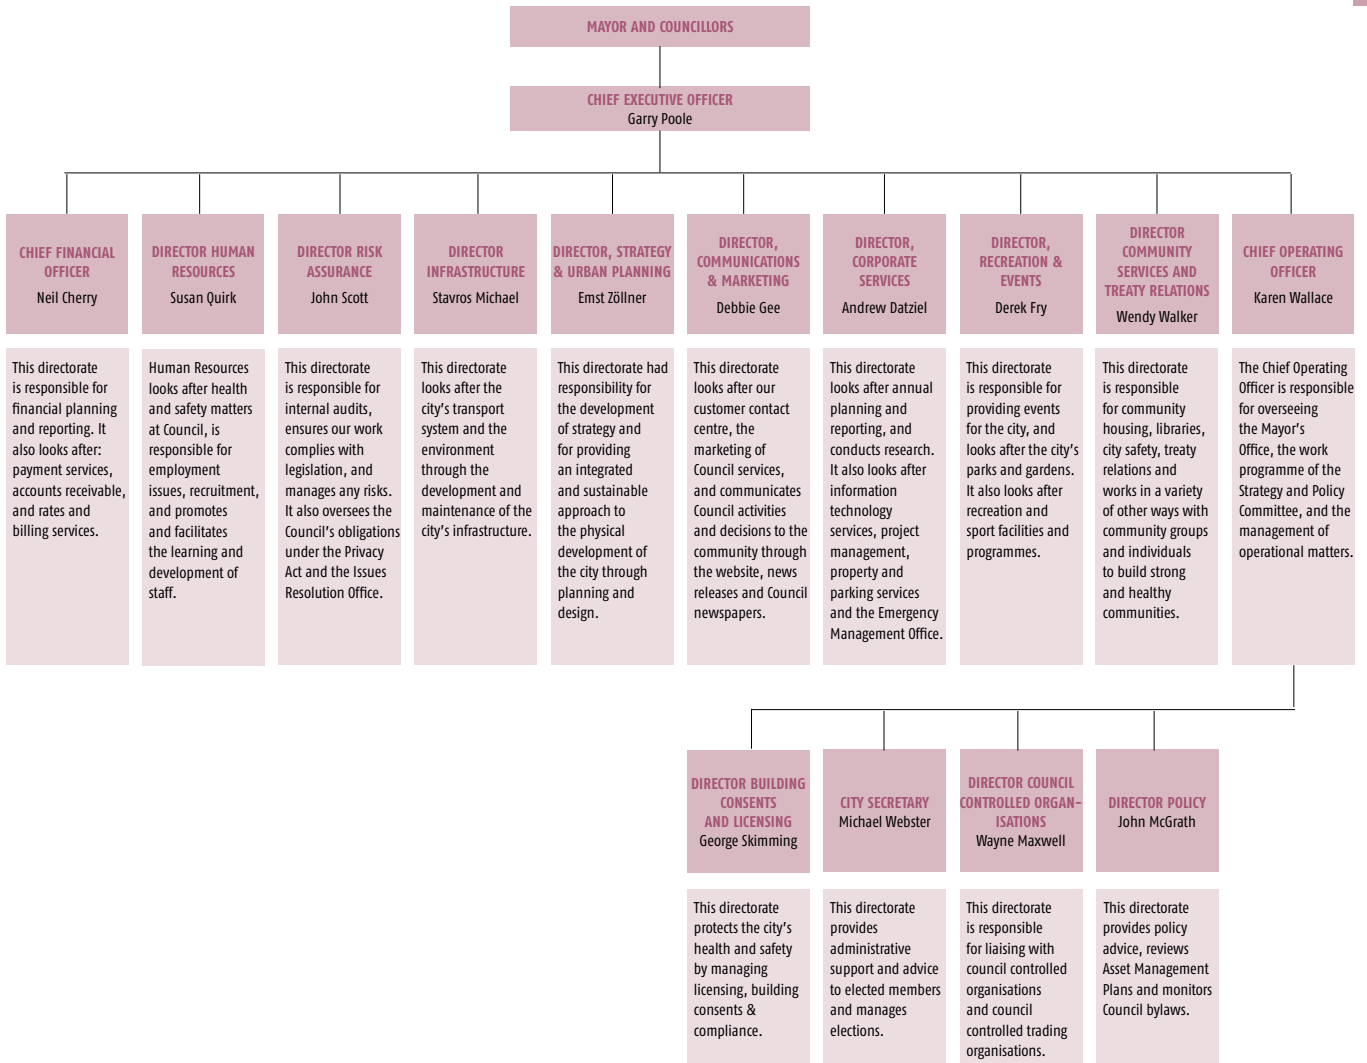 MAYOR AND COUNCILLORS
CHIEF EXECUTIVE OFFICER
Garry Poole
CHIEF FINANCIAL
OFFICER
Neil Cherry
This directorate
is responsible for
financial planning
and reporting. It
also looks after:
payment services,
accounts receivable,
and rates and
billing services.
DIRECTOR HUMAN
RESOURCES
Susan Quirk
Human Resources
looks after health
and safety matters
at Council, is
responsible for
employment
issues, recruitment,
and promotes
and facilitates
the learning and
development of
staff.
DIRECTOR RISK
ASSURANCE
John Scott
This directorate
is responsible for
internal audits,
ensures our work
complies with
legislation, and
manages any risks.
It also oversees the
Council's obligations
under the Privacy
Act and the Issues
Resolution Office.
DIRECTOR
INFRASTRUCTURE
Stavros Michael
This directorate
looks after the
city's transport
system and the
environment
through the
development and
maintenance of the
city's infrastructure.
DIRECTOR, STRATEGY
& URBAN PLANNING
Ernst Zöllner
This directorate had
responsibility for
the development
of strategy and
for providing
an integrated
and sustainable
approach to
the physical
development of
the city through
planning and
design.
DIRECTOR,
COMMUNICATIONS
& MARKETING
Debbie Gee
This directorate
looks after our
customer contact
centre, the
marketing of
Council services,
and communicates
Council activities
and decisions to the
community through
the website, news
releases and Council
newspapers.
DIRECTOR,
CORPORATE
SERVICES
Andrew Datziel
This directorate
looks after annual
planning and
reporting, and
conducts research.
It also looks after
information
technology
services, project
management,
property and
parking services
and the Emergency
Management Office.
DIRECTOR,
RECREATION &
EVENTS
Derek Fry
This directorate
is responsible for
providing events
for the city, and
looks after the city's
parks and gardens.
It also looks after
recreation and
sport facilities and
programmes.
DIRECTOR
COMMUNITY
SERVICES AND
TREATY RELATIONS
Wendy Walker
This directorate
is responsible
for community
housing, libraries,
city safety, treaty
relations and
works in a variety
of other ways with
community groups
and individuals
to build strong
and healthy
communities.
CHIEF OPERATING
OFFICER
Karen Wallace
The Chief Operating
Officer is responsible
for overseeing
the Mayor's
Office, the work
programme of the
Strategy and Policy
Committee, and the
management of
operational matters.
DIRECTOR BUILDING
CONSENTS
AND LICENSING
George Skimming
This directorate
protects the city's
health and safety
by managing
licensing, building
consents &
compliance.
CITY SECRETARY
Michael Webster
This directorate
provides
administrative
support and advice
to elected members
and manages
elections.
DIRECTOR COUNCIL
CONTROLLED ORGAN–
ISATIONS
Wayne Maxwell
This directorate
is responsible
for liaising with
council controlled
organisations
and council
controlled trading
organisations.
DIRECTOR POLICY
John McGrath
This directorate
provides policy
advice, reviews
Asset Management
Plans and monitors
Council bylaws.